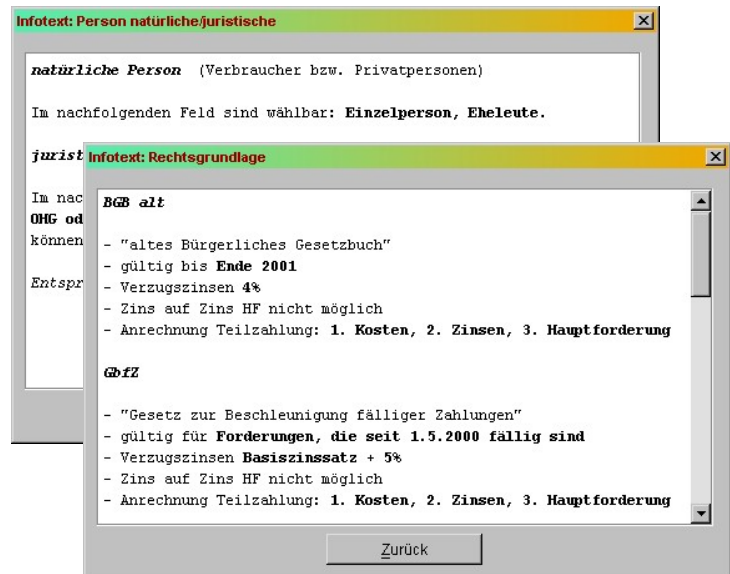 Infotext: Person natürliche/juristische
natürliche Person (Verbraucher bzw. Privatpersonen)
Im nachfolgenden Feld sind wählbar: Einzelperson, Eheleute.
jurist
Im nac
OHG od
können
Entspr
Infotext: Rechtsgrundlage
BGB alt
- "altes Bürgerliches Gesetzbuch"
- gültig bis Ende 2001
- Verzugszinsen 4%
- Zins auf Zins HF nicht möglich
- Anrechnung Teilzahlung: 1. Kosten, 2. Zinsen, 3. Hauptforderung
GbfZ
- "Gesetz zur Beschleunigung fälliger Zahlungen"
- gültig für Forderungen, die seit 1.5.2000 fällig sind
- Verzugszinsen Basiszinssatz + 5%
- Zins auf Zins HF nicht möglich
- Anrechnung Teilzahlung: 1. Kosten, 2. Zinsen, 3. Hauptforderung
Zurück